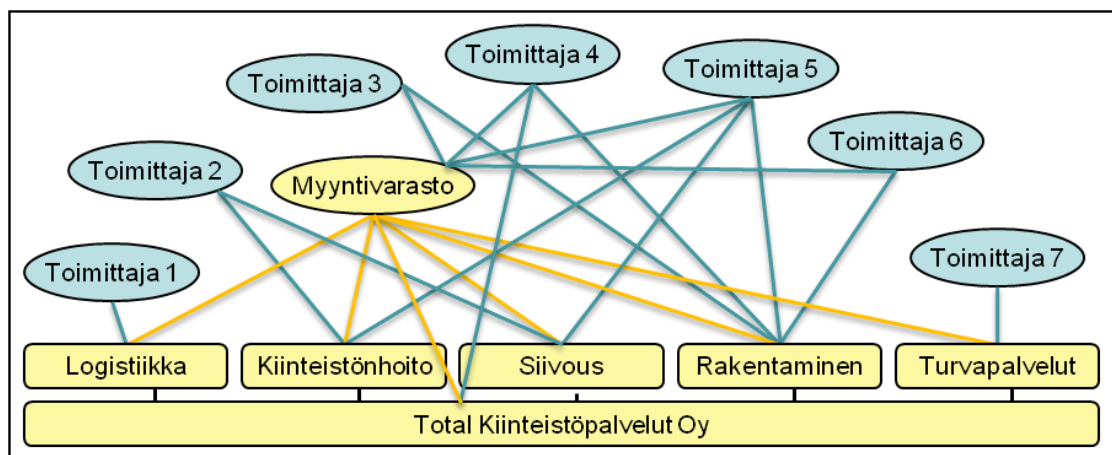 Toimittaja 4
Toimittaja 5
Toimittaja 3
Toimittaja 6
Toimittaja 2
Myyntivarasto
Toimittaja 1
Toimittaja 7
Logistiikka
Kiinteistönhoito
Siivous
Rakentaminen
Turvapalvelut
Total Kiinteistöpalvelut Oy